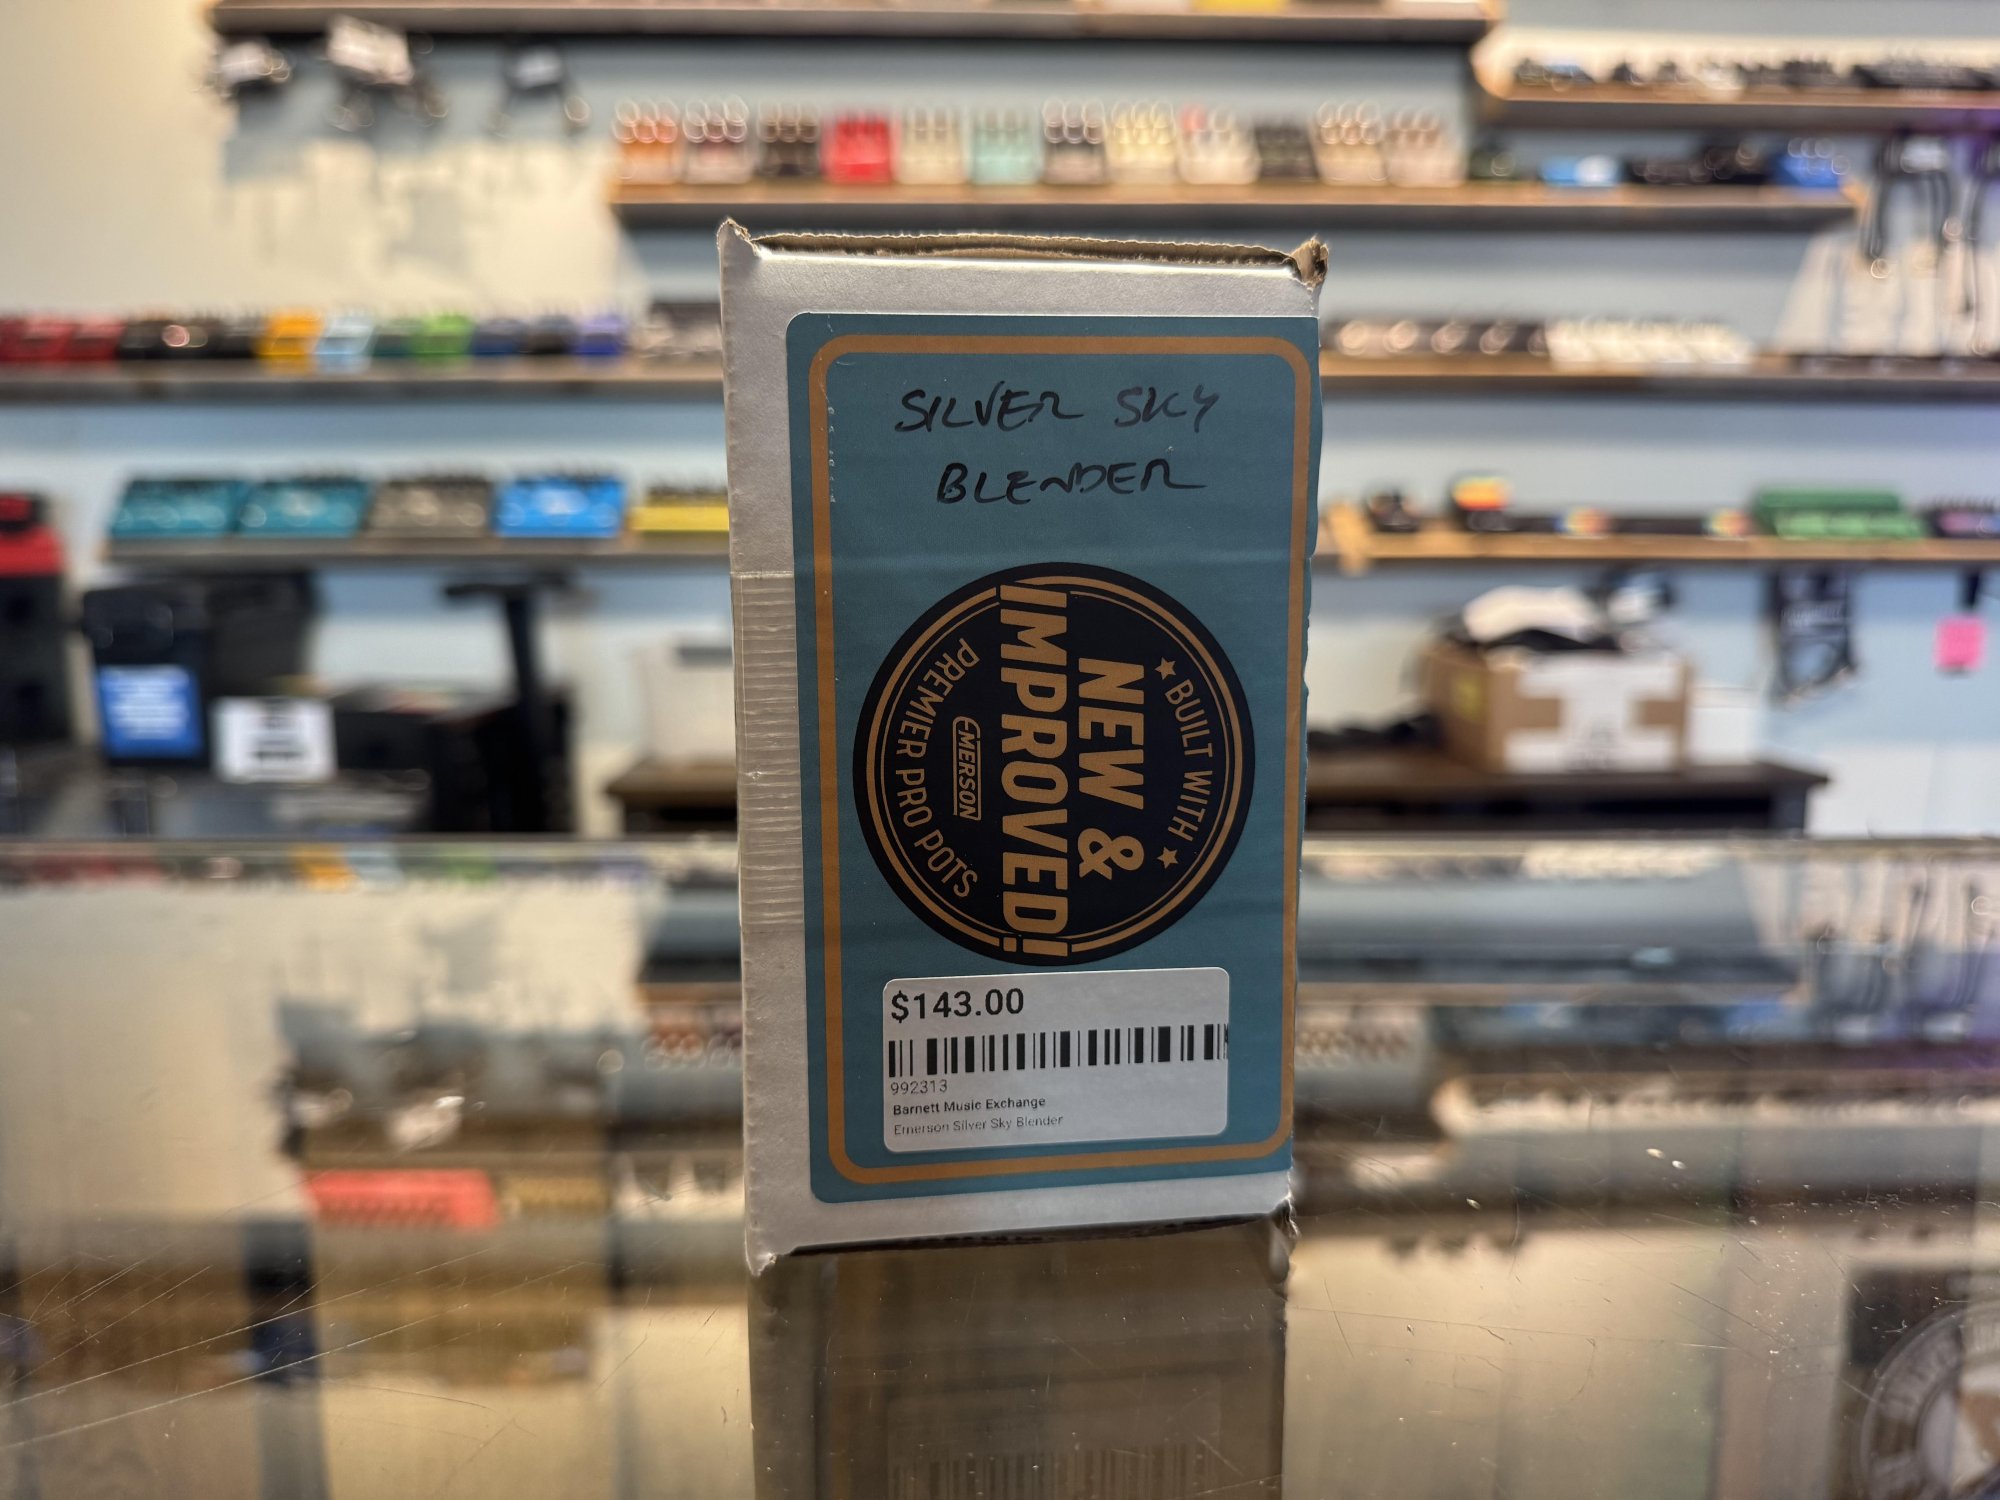 SILVER SKY
BLENDER
★ BUILT WITH ★
NEW &
IMPROVED!
EMERSON
PREMIER PRO POTS
$143.00
992313
Barnett Music Exchange
Emerson Silver Sky Blender